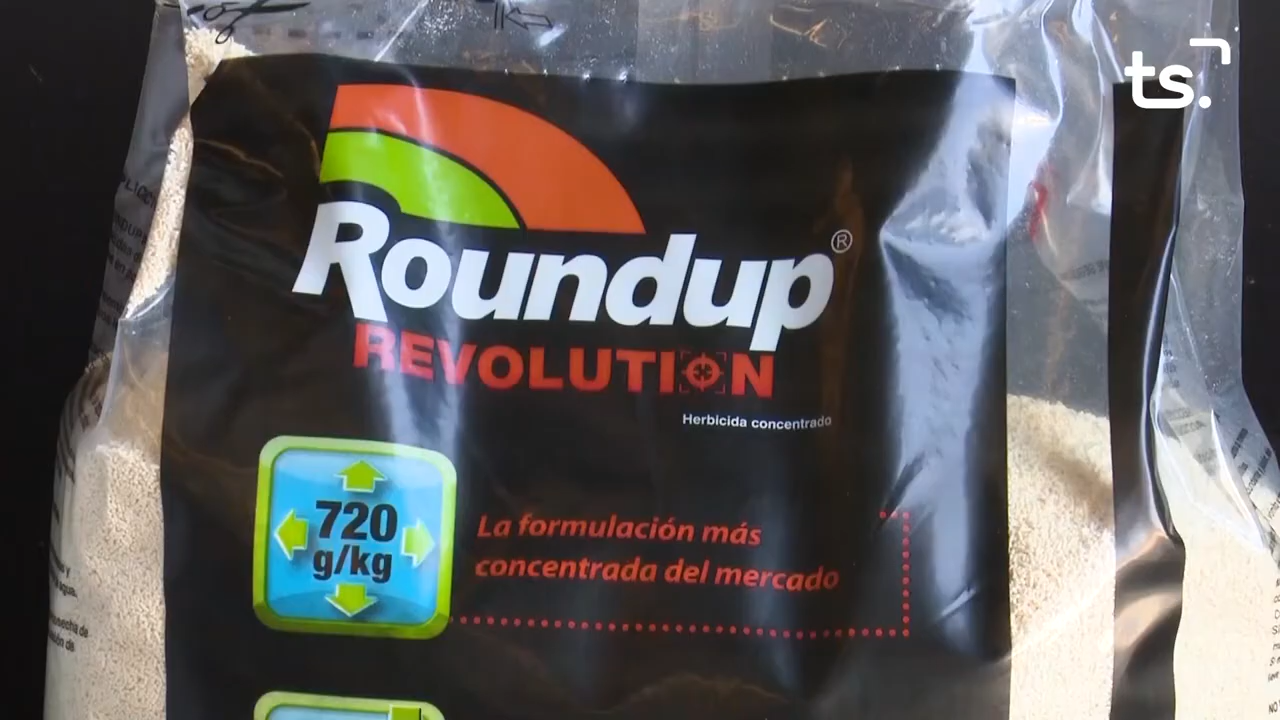 ts.
Roundup®
REVOLUTION
Herbicida concentrado
720
g/kg
La formulación más
concentrada del mercado